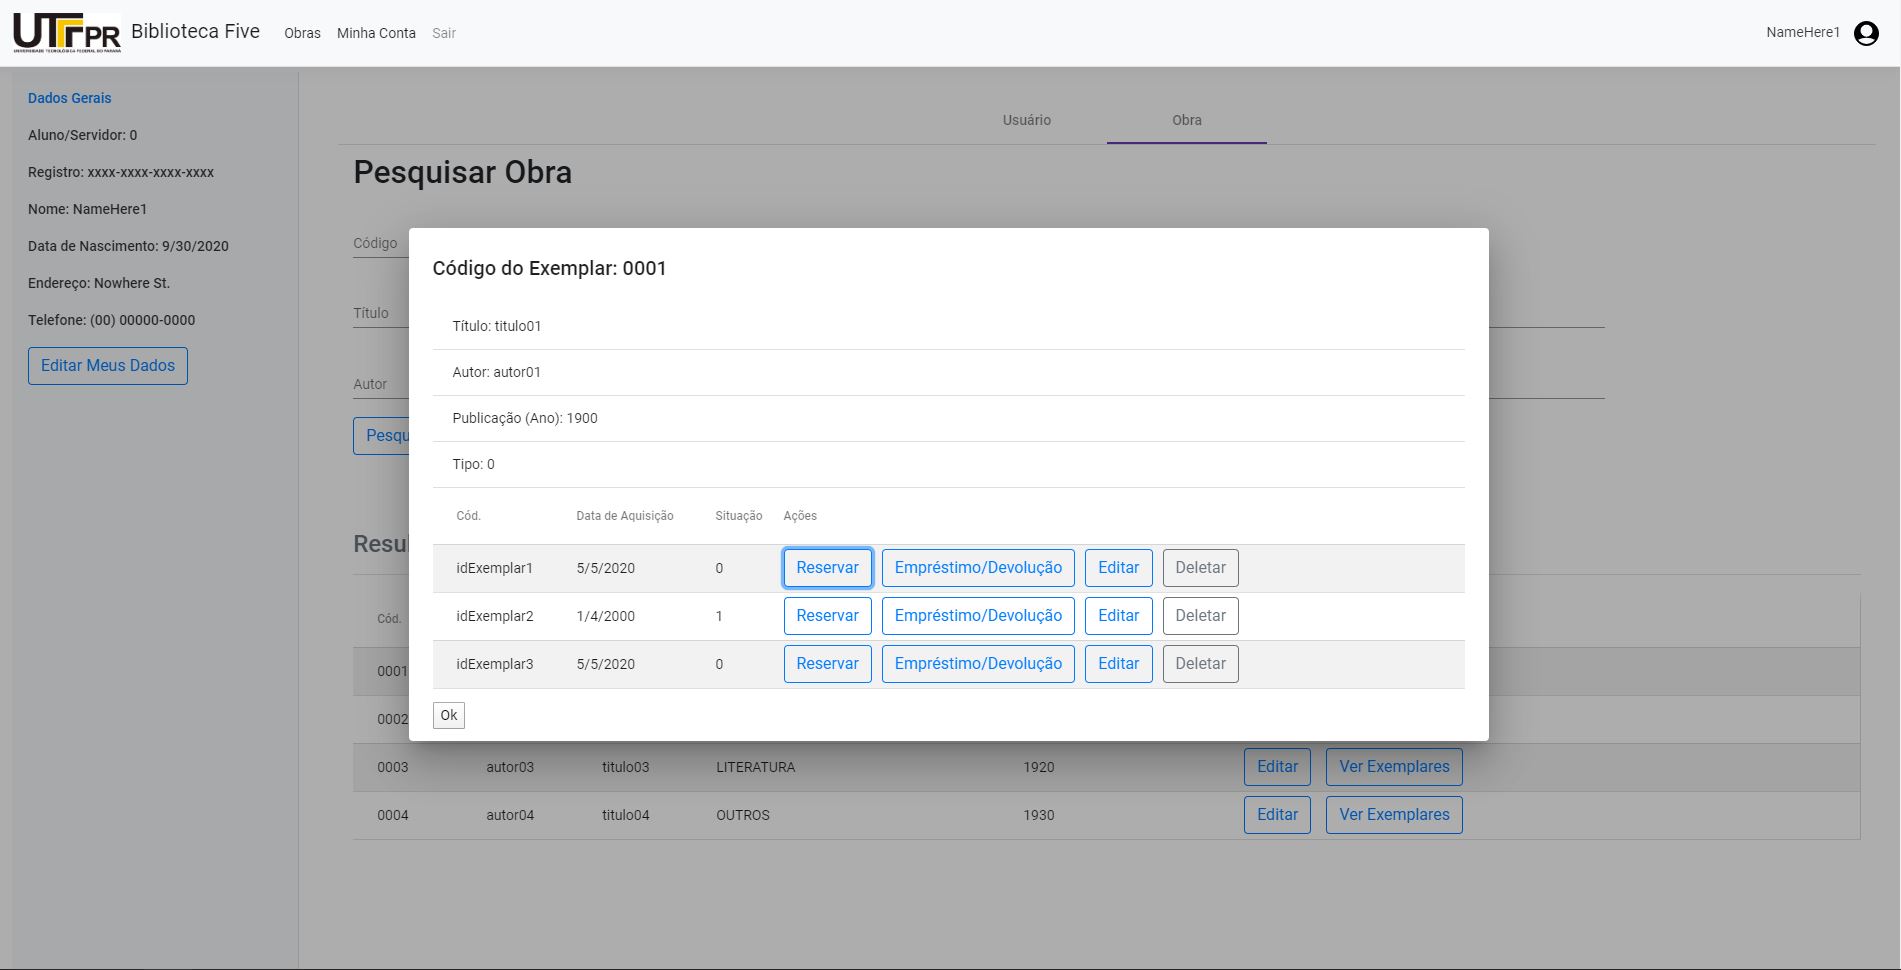 UTFPR Biblioteca Five Obras Minha Conta Sair NameHere1
UNIVERSIDADE TECNOLÓGICA FEDERAL DO PARANÁ
Dados Gerais
Aluno/Servidor: 0
Registro: xxxx-xxxx-xxxx-xxxx
Nome: NameHere1
Data de Nascimento: 9/30/2020
Endereço: Nowhere St.
Telefone: (00) 00000-0000
Editar Meus Dados
Usuário Obra
Pesquisar Obra
Código
Título
Autor
Pesqu
Resul
Cód.
0001
0002
Código do Exemplar: 0001
Título: titulo01
Autor: autor01
Publicação (Ano): 1900
Tipo: 0
Cód. Data de Aquisição Situação Ações
idExemplar1 5/5/2020 0 Reservar Empréstimo/Devolução Editar Deletar
idExemplar2 1/4/2000 1 Reservar Empréstimo/Devolução Editar Deletar
idExemplar3 5/5/2020 0 Reservar Empréstimo/Devolução Editar Deletar
Ok
0003 autor03 titulo03 LITERATURA 1920 Editar Ver Exemplares
0004 autor04 titulo04 OUTROS 1930 Editar Ver Exemplares